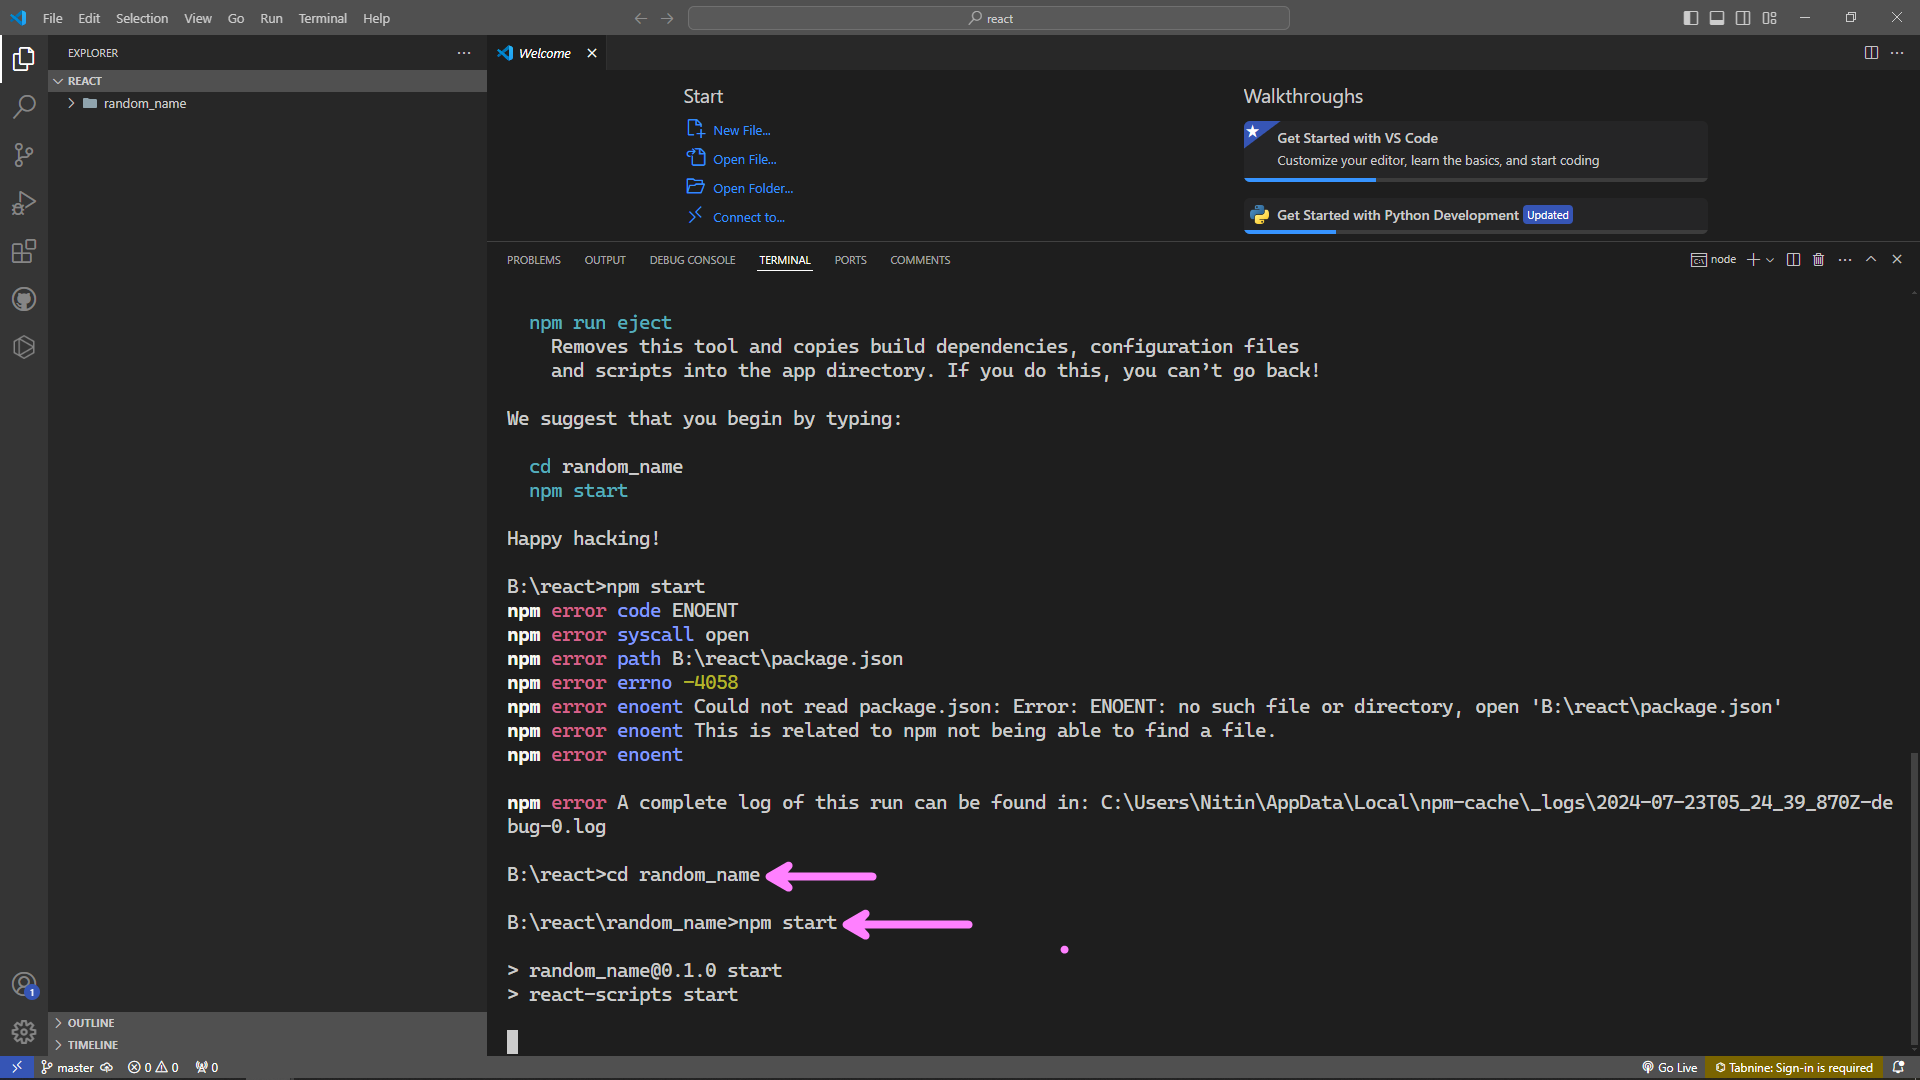 File Edit Selection View Go Run Terminal Help
react
EXPLORER
REACT
random_name
OUTLINE
TIMELINE
Welcome
Start
New File...
Open File...
Open Folder...
Connect to...
Walkthroughs
Get Started with VS Code
Customize your editor, learn the basics, and start coding
Get Started with Python Development Updated
PROBLEMS OUTPUT DEBUG CONSOLE TERMINAL PORTS COMMENTS
node
npm run eject
Removes this tool and copies build dependencies, configuration files
and scripts into the app directory. If you do this, you can’t go back!
We suggest that you begin by typing:
cd random_name
npm start
Happy hacking!
B:\react>npm start
npm error code ENOENT
npm error syscall open
npm error path B:\react\package.json
npm error errno -4058
npm error enoent Could not read package.json: Error: ENOENT: no such file or directory, open 'B:\react\package.json'
npm error enoent This is related to npm not being able to find a file.
npm error enoent
npm error A complete log of this run can be found in: C:\Users\Nitin\AppData\Local\npm-cache\_logs\2024-07-23T05_24_39_870Z-de
bug-0.log
B:\react>cd random_name
B:\react\random_name>npm start
> random_name@0.1.0 start
> react-scripts start
1
master 0 0 0
Go Live Tabnine: Sign-in is required